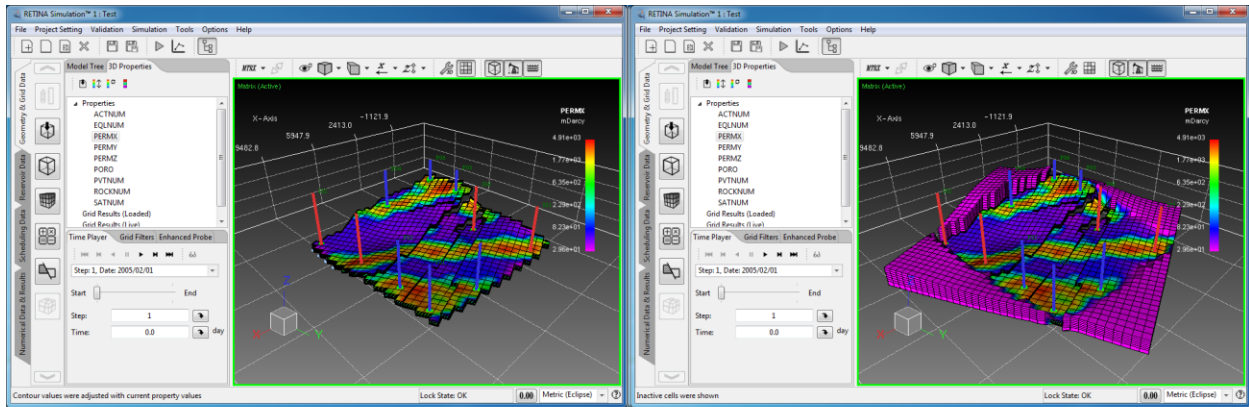 RETINA Simulation™ 1 : Test
File Project Setting Validation Simulation Tools Options Help
Geometry & Grid Data
Reservoir Data
Scheduling Data
Numerical Data & Results
Model Tree 3D Properties
Properties
ACTNUM
EQLNUM
PERMX
PERMY
PERMZ
PORO
PVTNUM
ROCKNUM
SATNUM
Grid Results (Loaded)
Grid Results (Live)
Time Player Grid Filters Enhanced Probe
Step: 1, Date: 2005/02/01
Start End
Step: 1
Time: 0.0 day
MTRX
Matrix (Active)
X-Axis
-1121.9
2413.0
5947.9
9482.8
PERMX
mDarcy
4.91e+03
1.77e+03
6.35e+02
2.29e+02
8.23e+01
2.96e+01
Z
X
Y
Contour values were adjusted with current property values
Lock State: OK 0.00 Metric (Eclipse)
RETINA Simulation™ 1 : Test
File Project Setting Validation Simulation Tools Options Help
Geometry & Grid Data
Reservoir Data
Scheduling Data
Numerical Data & Results
Model Tree 3D Properties
Properties
ACTNUM
EQLNUM
PERMX
PERMY
PERMZ
PORO
PVTNUM
ROCKNUM
SATNUM
Grid Results (Loaded)
Grid Results (Live)
Time Player Grid Filters Enhanced Probe
Step: 1, Date: 2005/02/01
Start End
Step: 1
Time: 0.0 day
MTRX
Matrix (Active)
X-Axis
-1121.9
2413.0
5947.9
9482.8
PERMX
mDarcy
4.91e+03
1.77e+03
6.35e+02
2.29e+02
8.23e+01
2.96e+01
Z
X
Y
Inactive cells were shown
Lock State: OK 0.00 Metric (Eclipse)